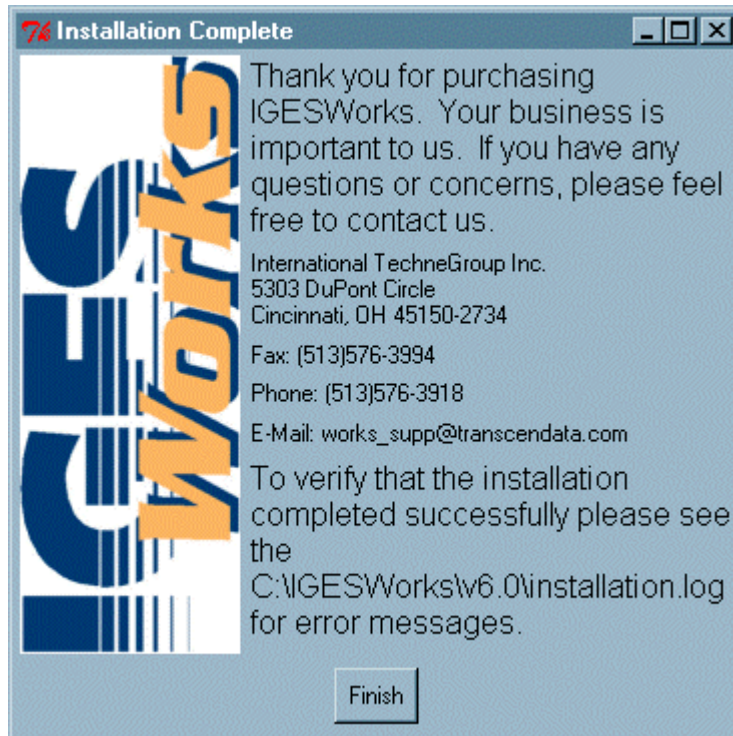 Installation Complete
Thank you for purchasing
IGESWorks. Your business is
important to us. If you have any
questions or concerns, please feel
free to contact us.
International TechneGroup Inc.
5303 DuPont Circle
Cincinnati, OH 45150-2734
Fax: (513)576-3994
Phone: (513)576-3918
E-Mail: works_supp@transcendata.com
To verify that the installation
completed successfully please see
the
C:\IGESWorks\v6.0\installation.log
for error messages.
IGES
Works
Finish